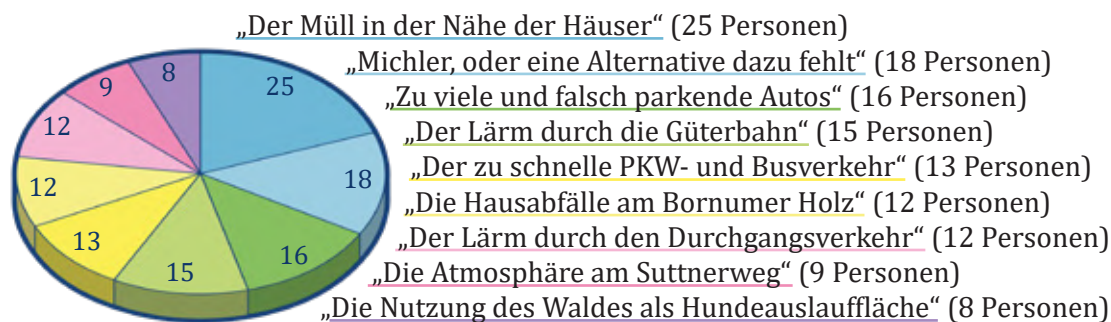 „Der Müll in der Nähe der Häuser“ (25 Personen)
„Michler, oder eine Alternative dazu fehlt“ (18 Personen)
„Zu viele und falsch parkende Autos“ (16 Personen)
„Der Lärm durch die Güterbahn“ (15 Personen)
„Der zu schnelle PKW- und Busverkehr“ (13 Personen)
„Die Hausabfälle am Bornumer Holz“ (12 Personen)
„Der Lärm durch den Durchgangsverkehr“ (12 Personen)
„Die Atmosphäre am Suttnerweg“ (9 Personen)
„Die Nutzung des Waldes als Hundeauslauffläche“ (8 Personen)
25
18
16
15
13
12
12
9
8